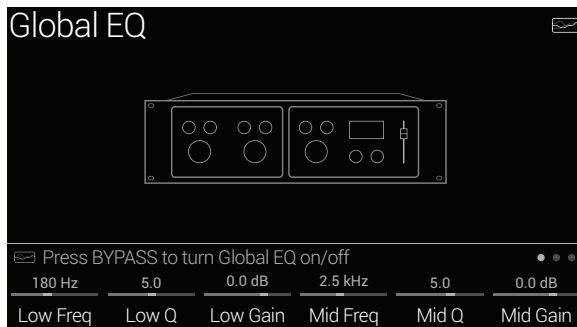 Global EQ
Press BYPASS to turn Global EQ on/off
180 Hz 5.0 0.0 dB 2.5 kHz 5.0 0.0 dB
Low Freq Low Q Low Gain Mid Freq Mid Q Mid Gain